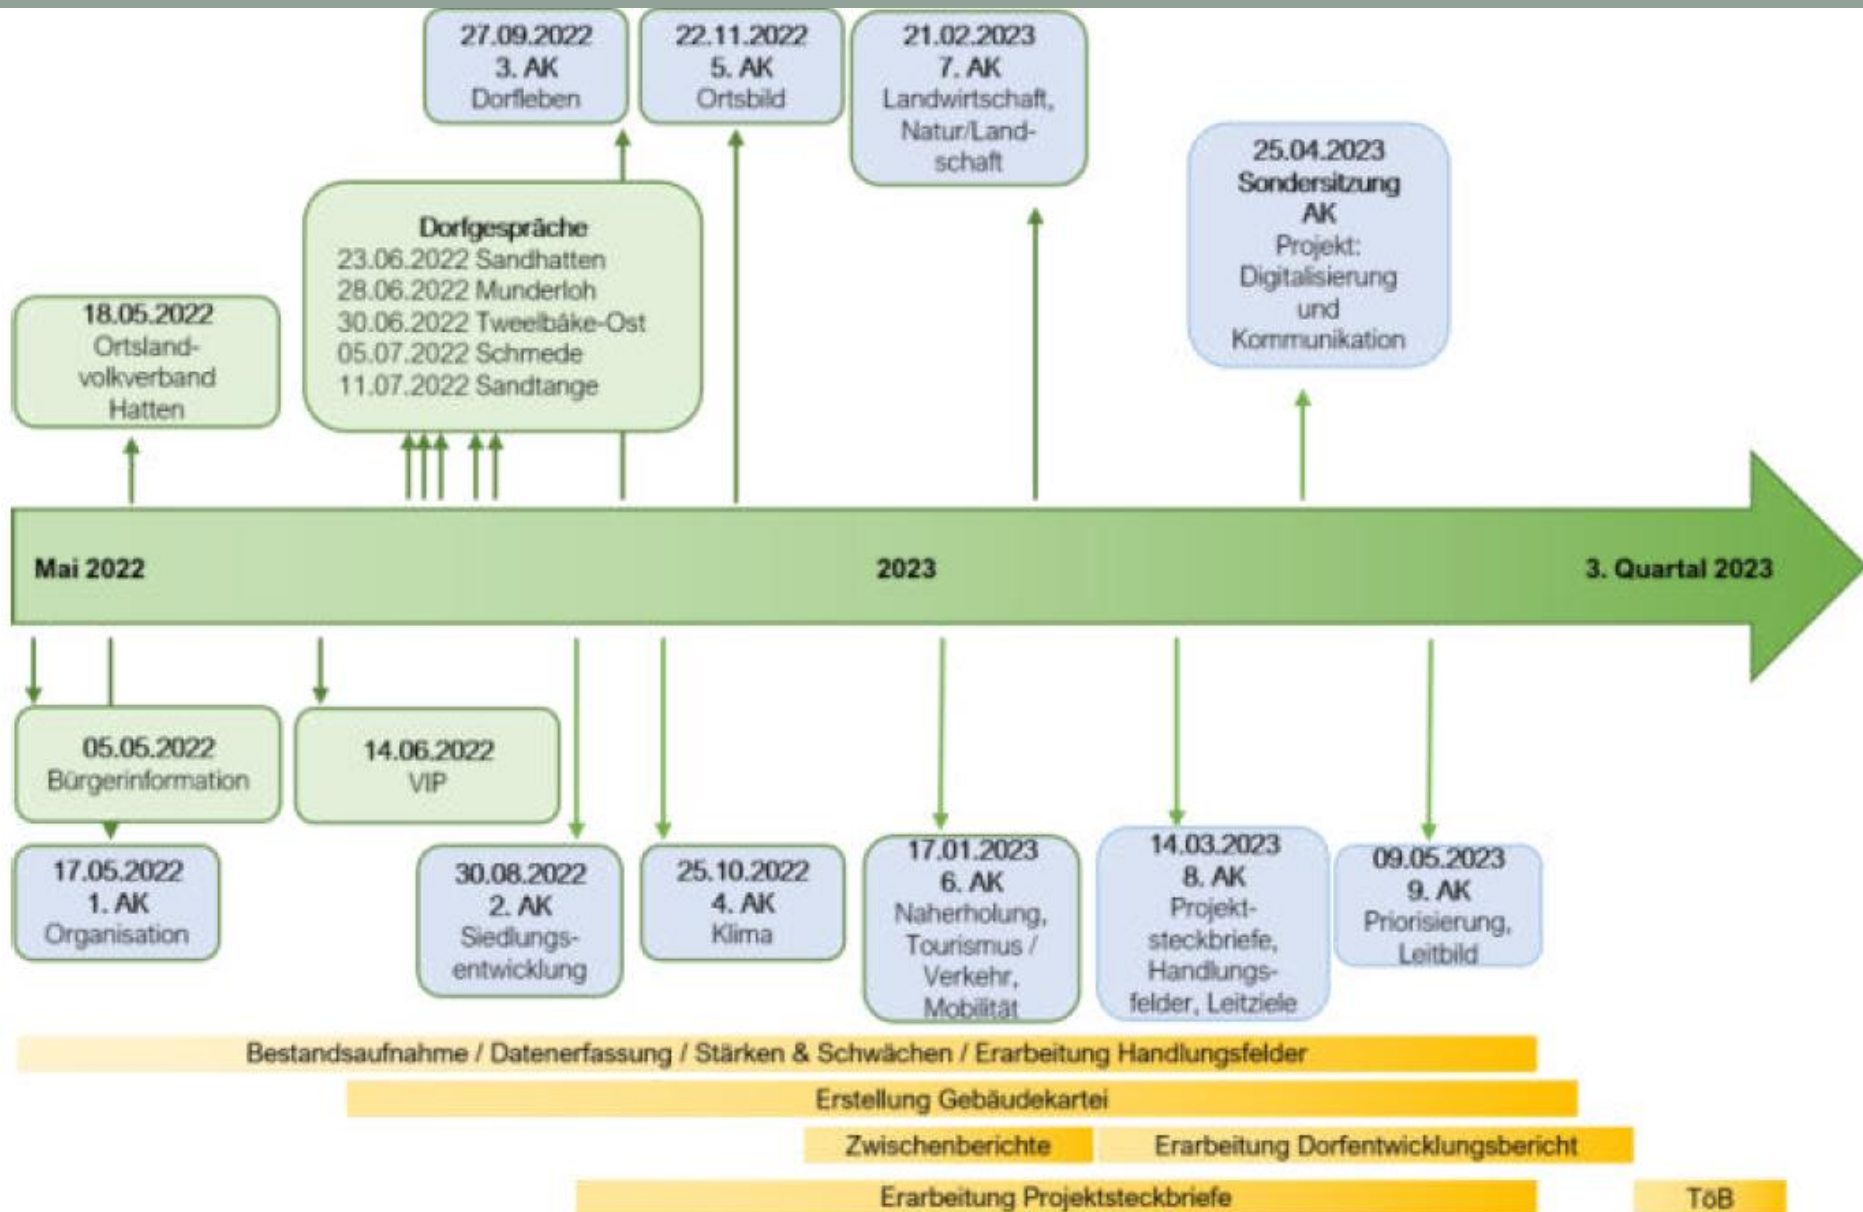 27.09.2022
3. AK
Dorfleben
22.11.2022
5. AK
Ortsbild
21.02.2023
7. AK
Landwirtschaft,
Natur/Land-
schaft
25.04.2023
Sondersitzung
AK
Projekt:
Digitalisierung
und
Kommunikation
Dorfgespräche
23.06.2022 Sandhatten
28.06.2022 Munderloh
30.06.2022 Tweelbäke-Ost
05.07.2022 Schmede
11.07.2022 Sandtange
18.05.2022
Ortsland-
volkverband
Hatten
Mai 2022
2023
3. Quartal 2023
05.05.2022
Bürgerinformation
14.06.2022
VIP
17.05.2022
1. AK
Organisation
30.08.2022
2. AK
Siedlungs-
entwicklung
25.10.2022
4. AK
Klima
17.01.2023
6. AK
Naherholung,
Tourismus /
Verkehr,
Mobilität
14.03.2023
8. AK
Projekt-
steckbriefe,
Handlungs-
felder, Leitziele
09.05.2023
9. AK
Priorisierung,
Leitbild
Bestandsaufnahme / Datenerfassung / Stärken & Schwächen / Erarbeitung Handlungsfelder
Erstellung Gebäudekartei
Zwischenberichte
Erarbeitung Dorfentwicklungsbericht
Erarbeitung Projektsteckbriefe
TöB